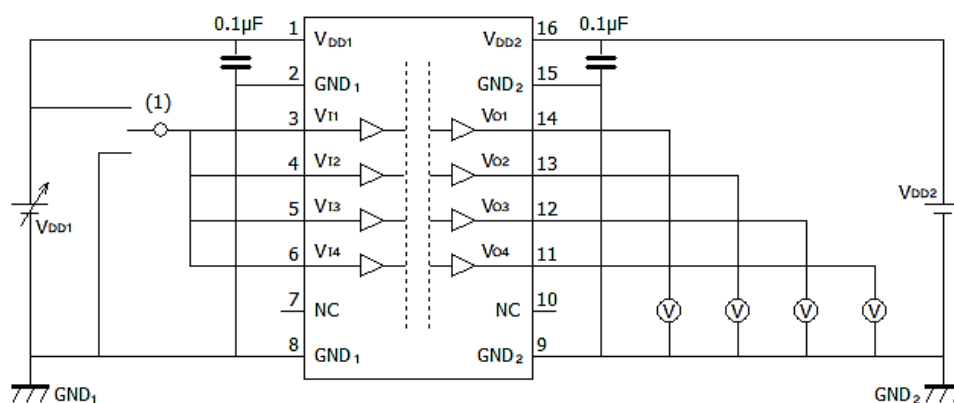 0.1μF 1 16 0.1μF
VDD1 VDD2
2 GND1 GND2 15
(1) 3 VI1 VO1 14
4 VI2 VO2 13
VDD1 5 VI3 VO3 12 VDD2
6 VI4 VO4 11
7 NC NC 10 V V V V
8 GND1 GND2 9
GND1 GND2